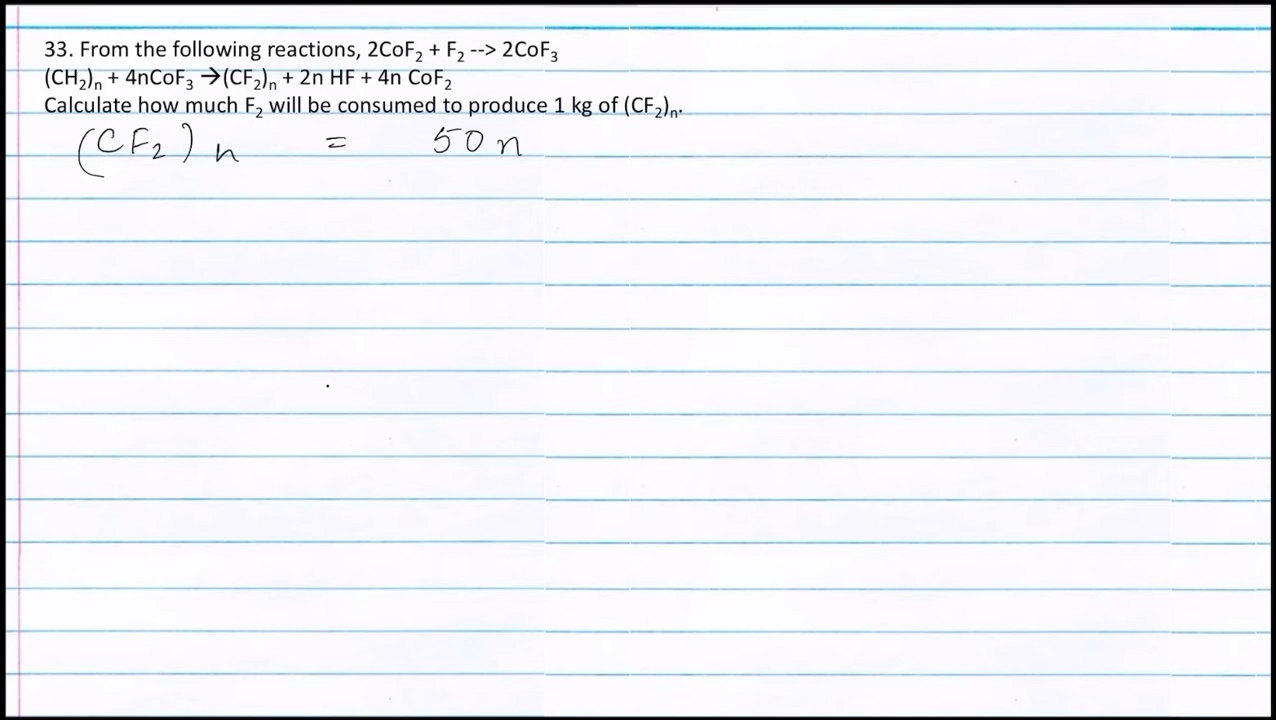 33. From the following reactions, 2CoF₂ + F₂ --> 2CoF₃
(CH₂)ₙ + 4nCoF₃ →(CF₂)ₙ + 2n HF + 4n CoF₂
Calculate how much F₂ will be consumed to produce 1 kg of (CF₂)ₙ.
(CF₂)ₙ = 50 n